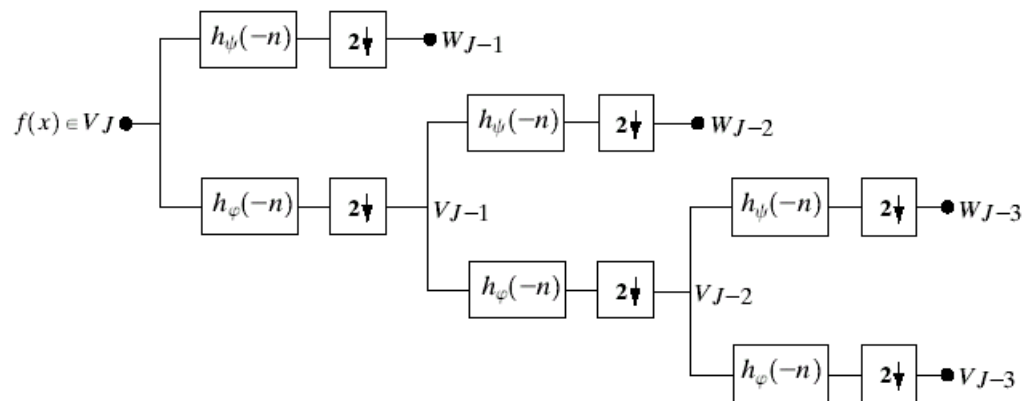 h_ψ(−n) 2↓ W_{J−1}
f(x) ∈ V_J
h_ψ(−n) 2↓ W_{J−2}
h_φ(−n) 2↓ V_{J−1}
h_ψ(−n) 2↓ W_{J−3}
h_φ(−n) 2↓ V_{J−2}
h_φ(−n) 2↓ V_{J−3}